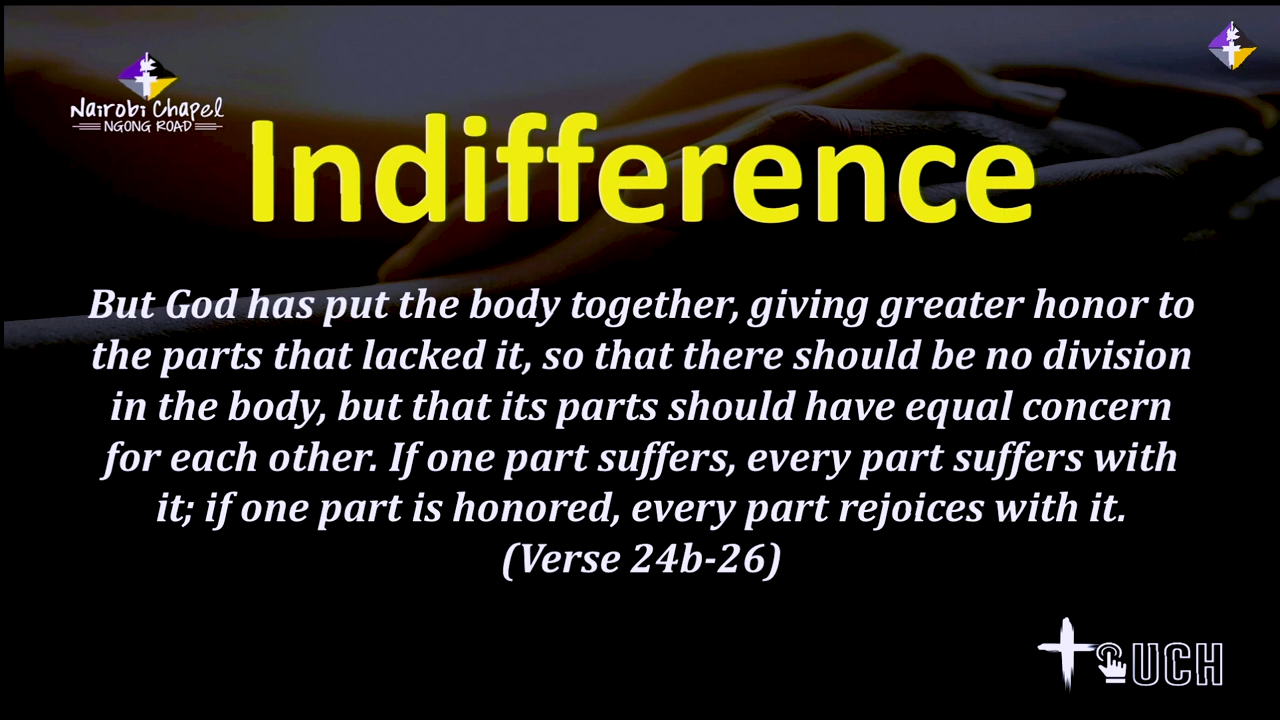 Nairobi Chapel
NGONG ROAD
Indifference
But God has put the body together, giving greater honor to
the parts that lacked it, so that there should be no division
in the body, but that its parts should have equal concern
for each other. If one part suffers, every part suffers with
it; if one part is honored, every part rejoices with it.
(Verse 24b-26)
TOUCH